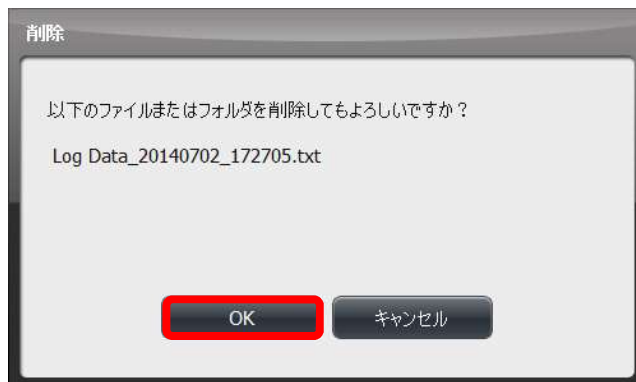 削除
以下のファイルまたはフォルダを削除してもよろしいですか？
Log Data_20140702_172705.txt
OK
キャンセル